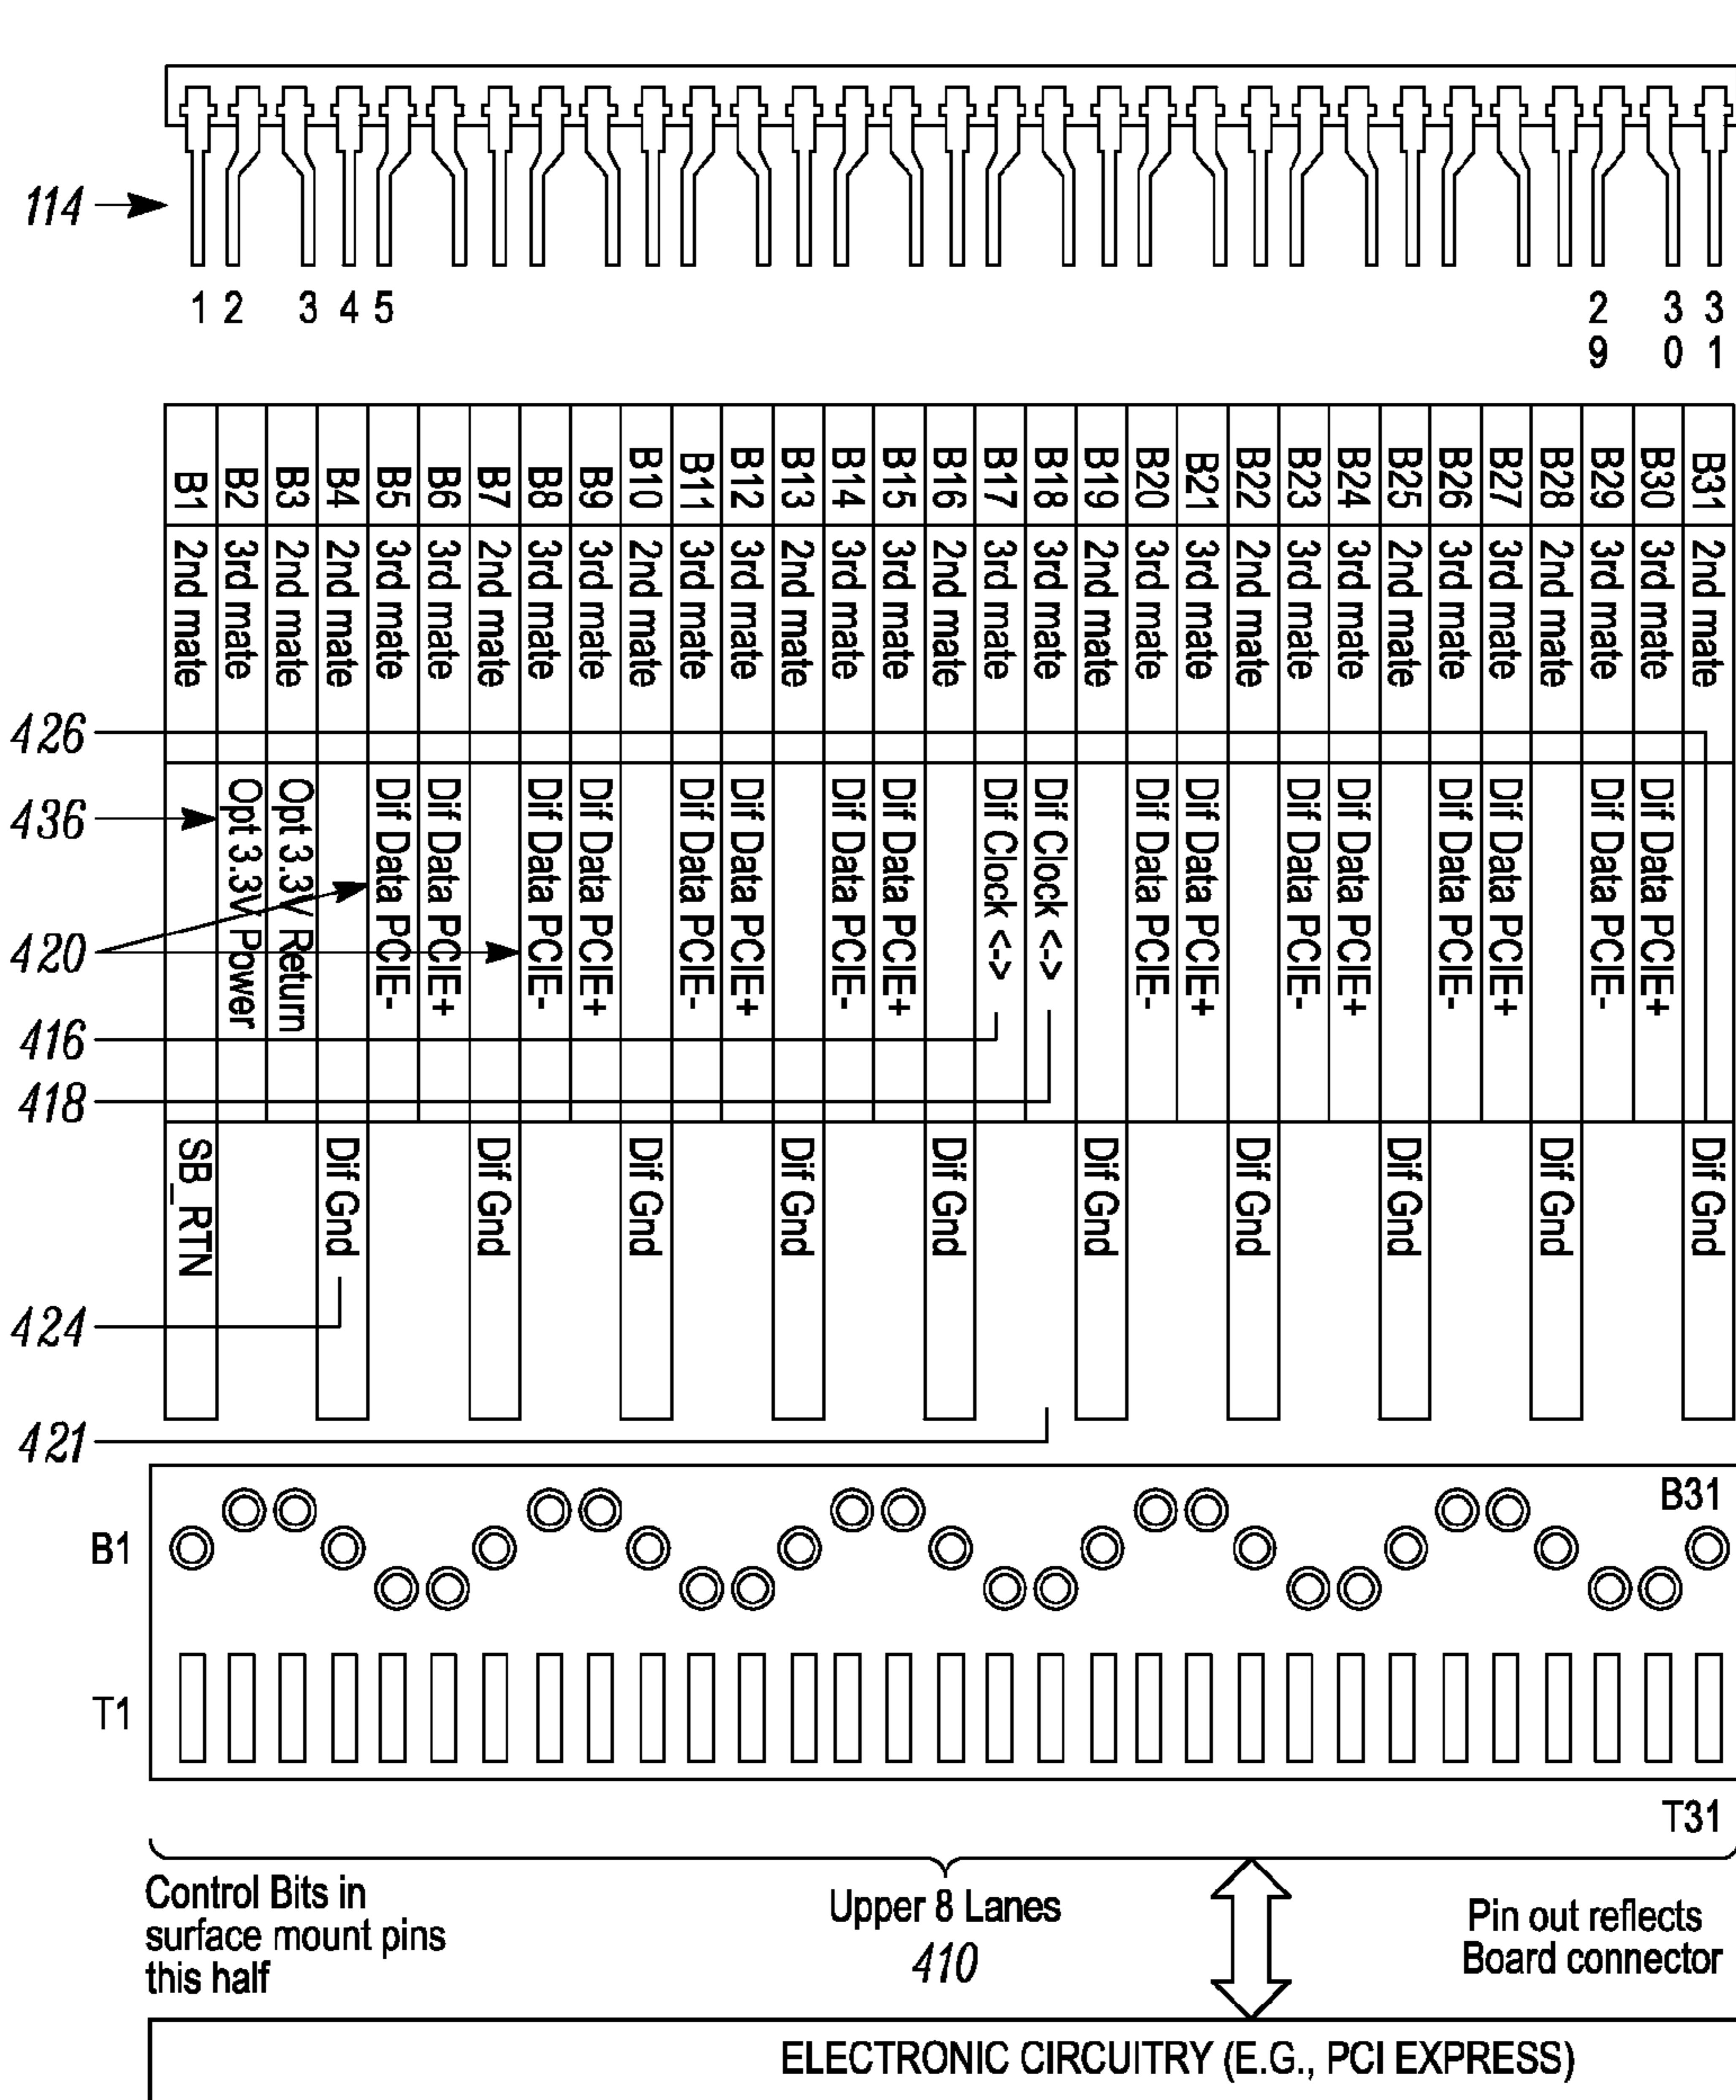 114
1 2 3 4 5 29 30 31
B1 B2 B3 B4 B5 B6 B7 B8 B9 B10 B11 B12 B13 B14 B15 B16 B17 B18 B19 B20 B21 B22 B23 B24 B25 B26 B27 B28 B29 B30 B31
2nd mate 3rd mate 2nd mate 2nd mate 3rd mate 3rd mate 2nd mate 3rd mate 3rd mate 2nd mate 3rd mate 3rd mate 2nd mate 3rd mate 3rd mate 2nd mate 3rd mate 3rd mate 2nd mate 3rd mate 3rd mate 2nd mate 3rd mate 3rd mate 2nd mate 3rd mate 3rd mate 2nd mate 3rd mate 3rd mate 2nd mate
426
Opt 3.3V Power
Opt 3.3V Return
Dif Data PCIE-
Dif Data PCIE+
Dif Data PCIE-
Dif Data PCIE+
Dif Data PCIE-
Dif Data PCIE+
Dif Data PCIE-
Dif Data PCIE+
Dif Clock <->
Dif Clock <->
Dif Data PCIE-
Dif Data PCIE+
Dif Data PCIE-
Dif Data PCIE+
Dif Data PCIE-
Dif Data PCIE+
Dif Data PCIE-
Dif Data PCIE+
436
420
416
418
SB_RTN
Dif Gnd
Dif Gnd
Dif Gnd
Dif Gnd
Dif Gnd
Dif Gnd
Dif Gnd
Dif Gnd
Dif Gnd
Dif Gnd
424
421
B31
B1
T1
T31
Control Bits in
surface mount pins
this half
Upper 8 Lanes
410
Pin out reflects
Board connector
ELECTRONIC CIRCUITRY (E.G., PCI EXPRESS)